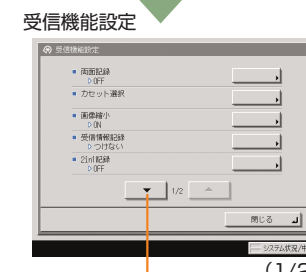 受信機能設定
受信機能設定
両面記録
OFF
カセット選択
画像縮小
ON
受信情報記録
つけない
2in1記録
OFF
1/2
閉じる
システム状況/中
(1/2